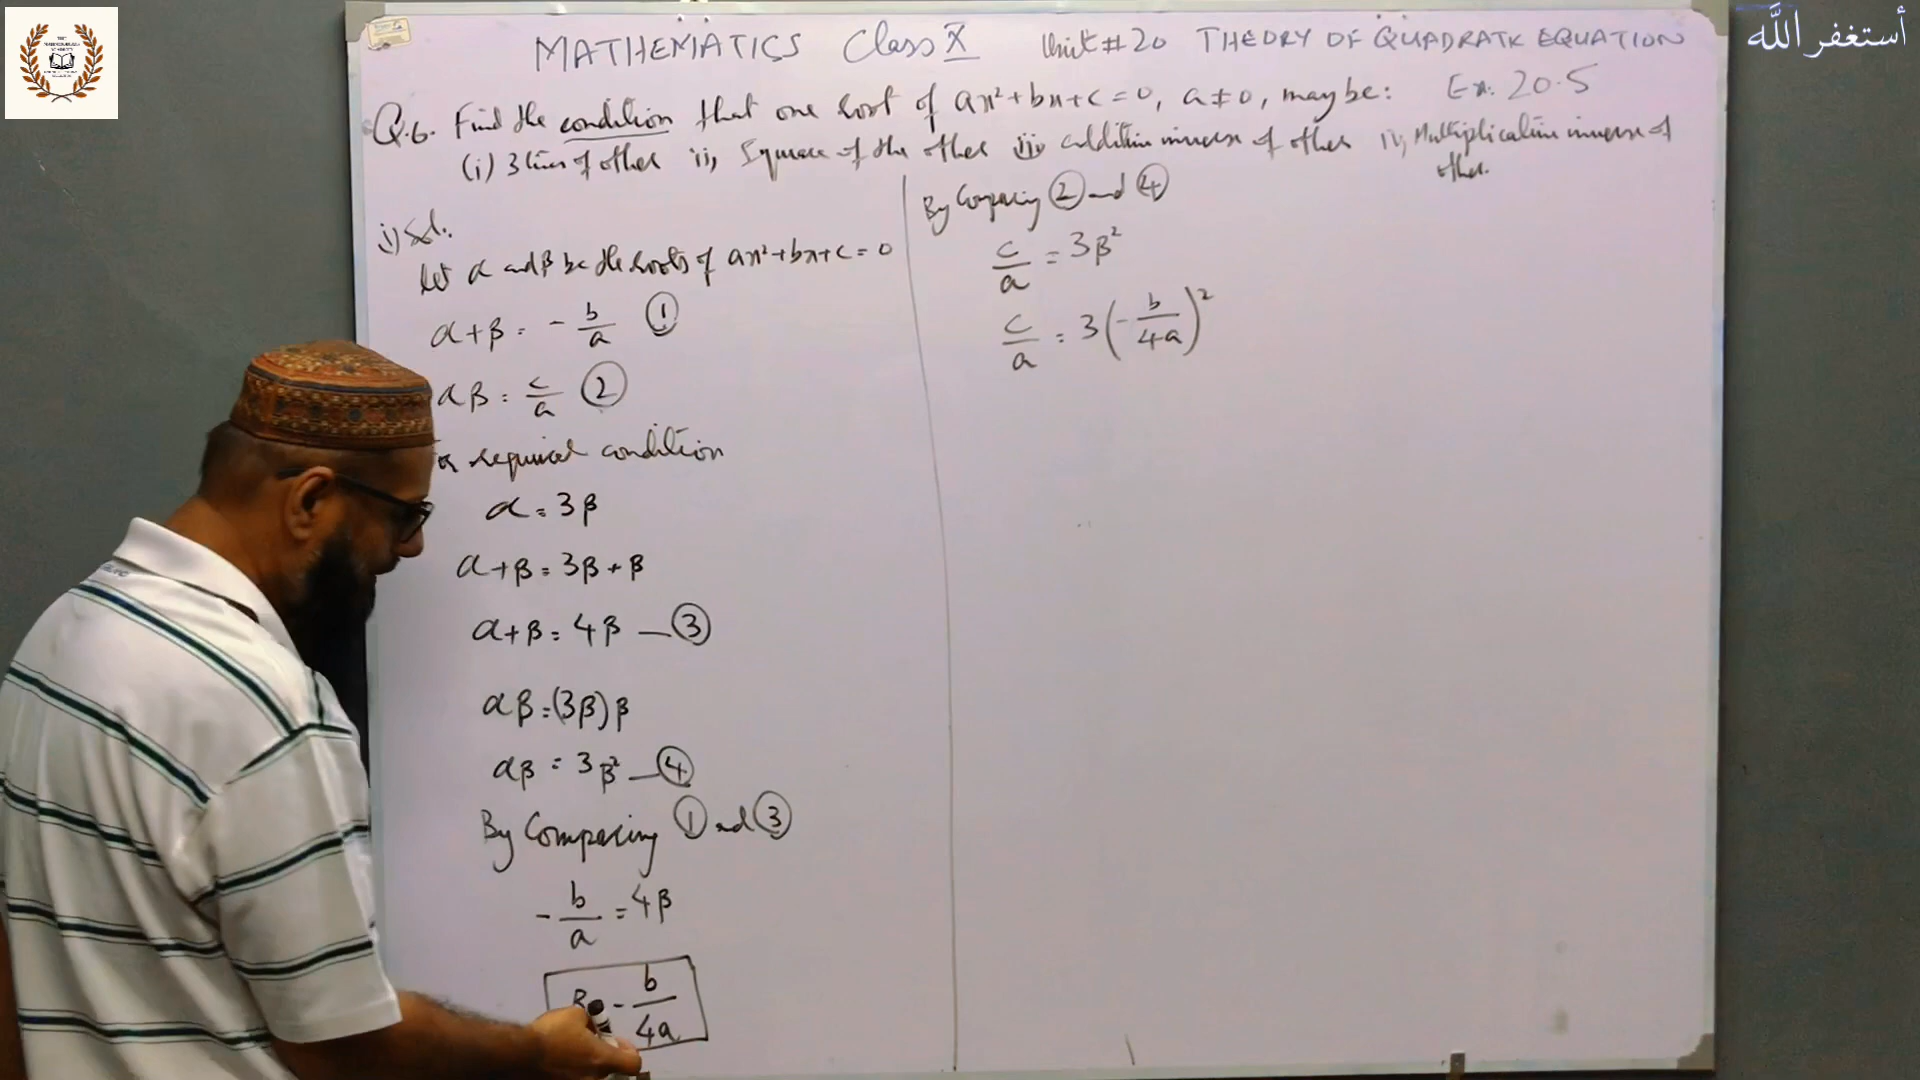 أستغفر الله
MATHEMATICS Class X Unit # 20 THEORY OF QUADRATIC EQUATION
Ex. 20.5
Q.6. Find the condition that one root of ax²+bx+c=0, a≠0, may be:
(i) 3 times of other ii, Square of the other iii, additive inverse of other iv, Multiplicative inverse of
other.
i) Sol.
let α and β be the roots of ax²+bx+c=0
α+β = -b/a ①
αβ = c/a ②
required condition
α = 3β
α+β = 3β+β
α+β = 4β — ③
αβ = (3β)β
αβ = 3β² — ④
By Comparing ① and ③
-b/a = 4β
β = -b/4a
By Comparing ② and ④
c/a = 3β²
c/a = 3(-b/4a)²